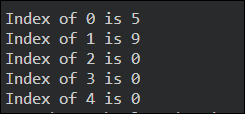 Index of 0 is 5
Index of 1 is 9
Index of 2 is 0
Index of 3 is 0
Index of 4 is 0